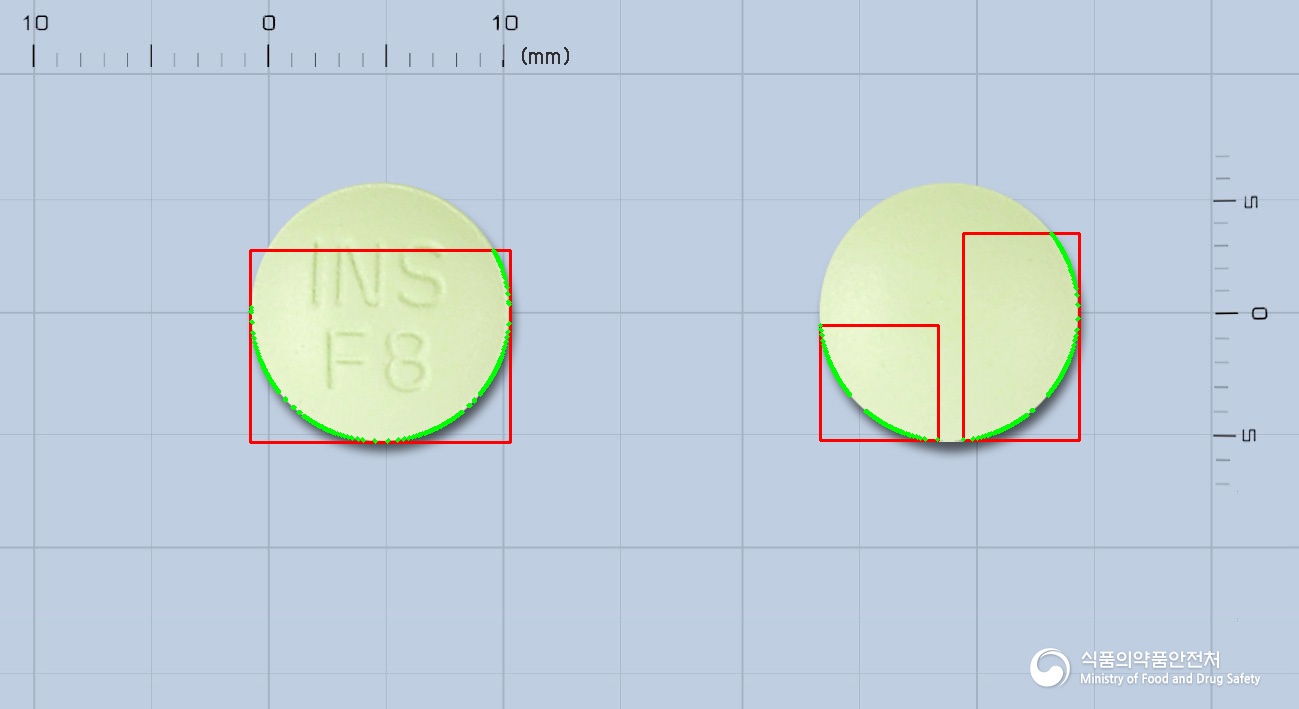 10 0 10
(mm)
INS
F8
5
0
5
식품의약품안전처
Ministry of Food and Drug Safety